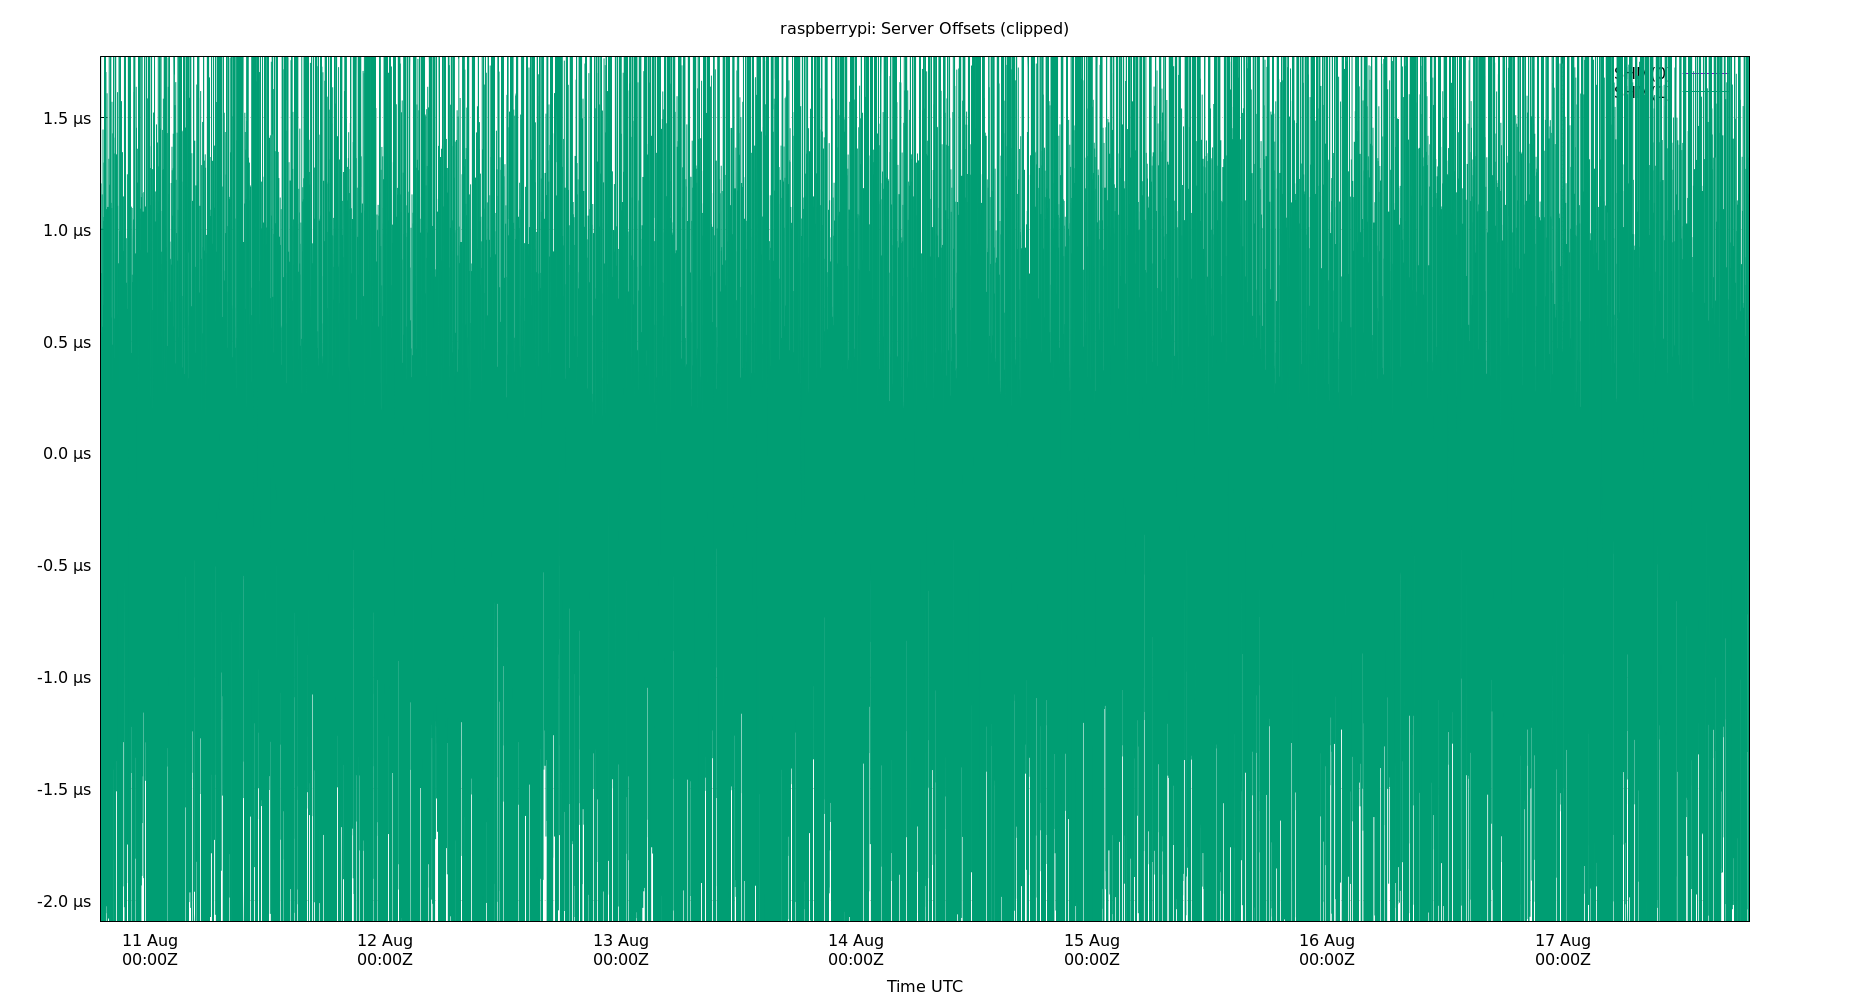 raspberrypi: Server Offsets (clipped)
1.5 µs
1.0 µs
0.5 µs
0.0 µs
-0.5 µs
-1.0 µs
-1.5 µs
-2.0 µs
11 Aug 12 Aug 13 Aug 14 Aug 15 Aug 16 Aug 17 Aug
00:00Z 00:00Z 00:00Z 00:00Z 00:00Z 00:00Z 00:00Z
Time UTC